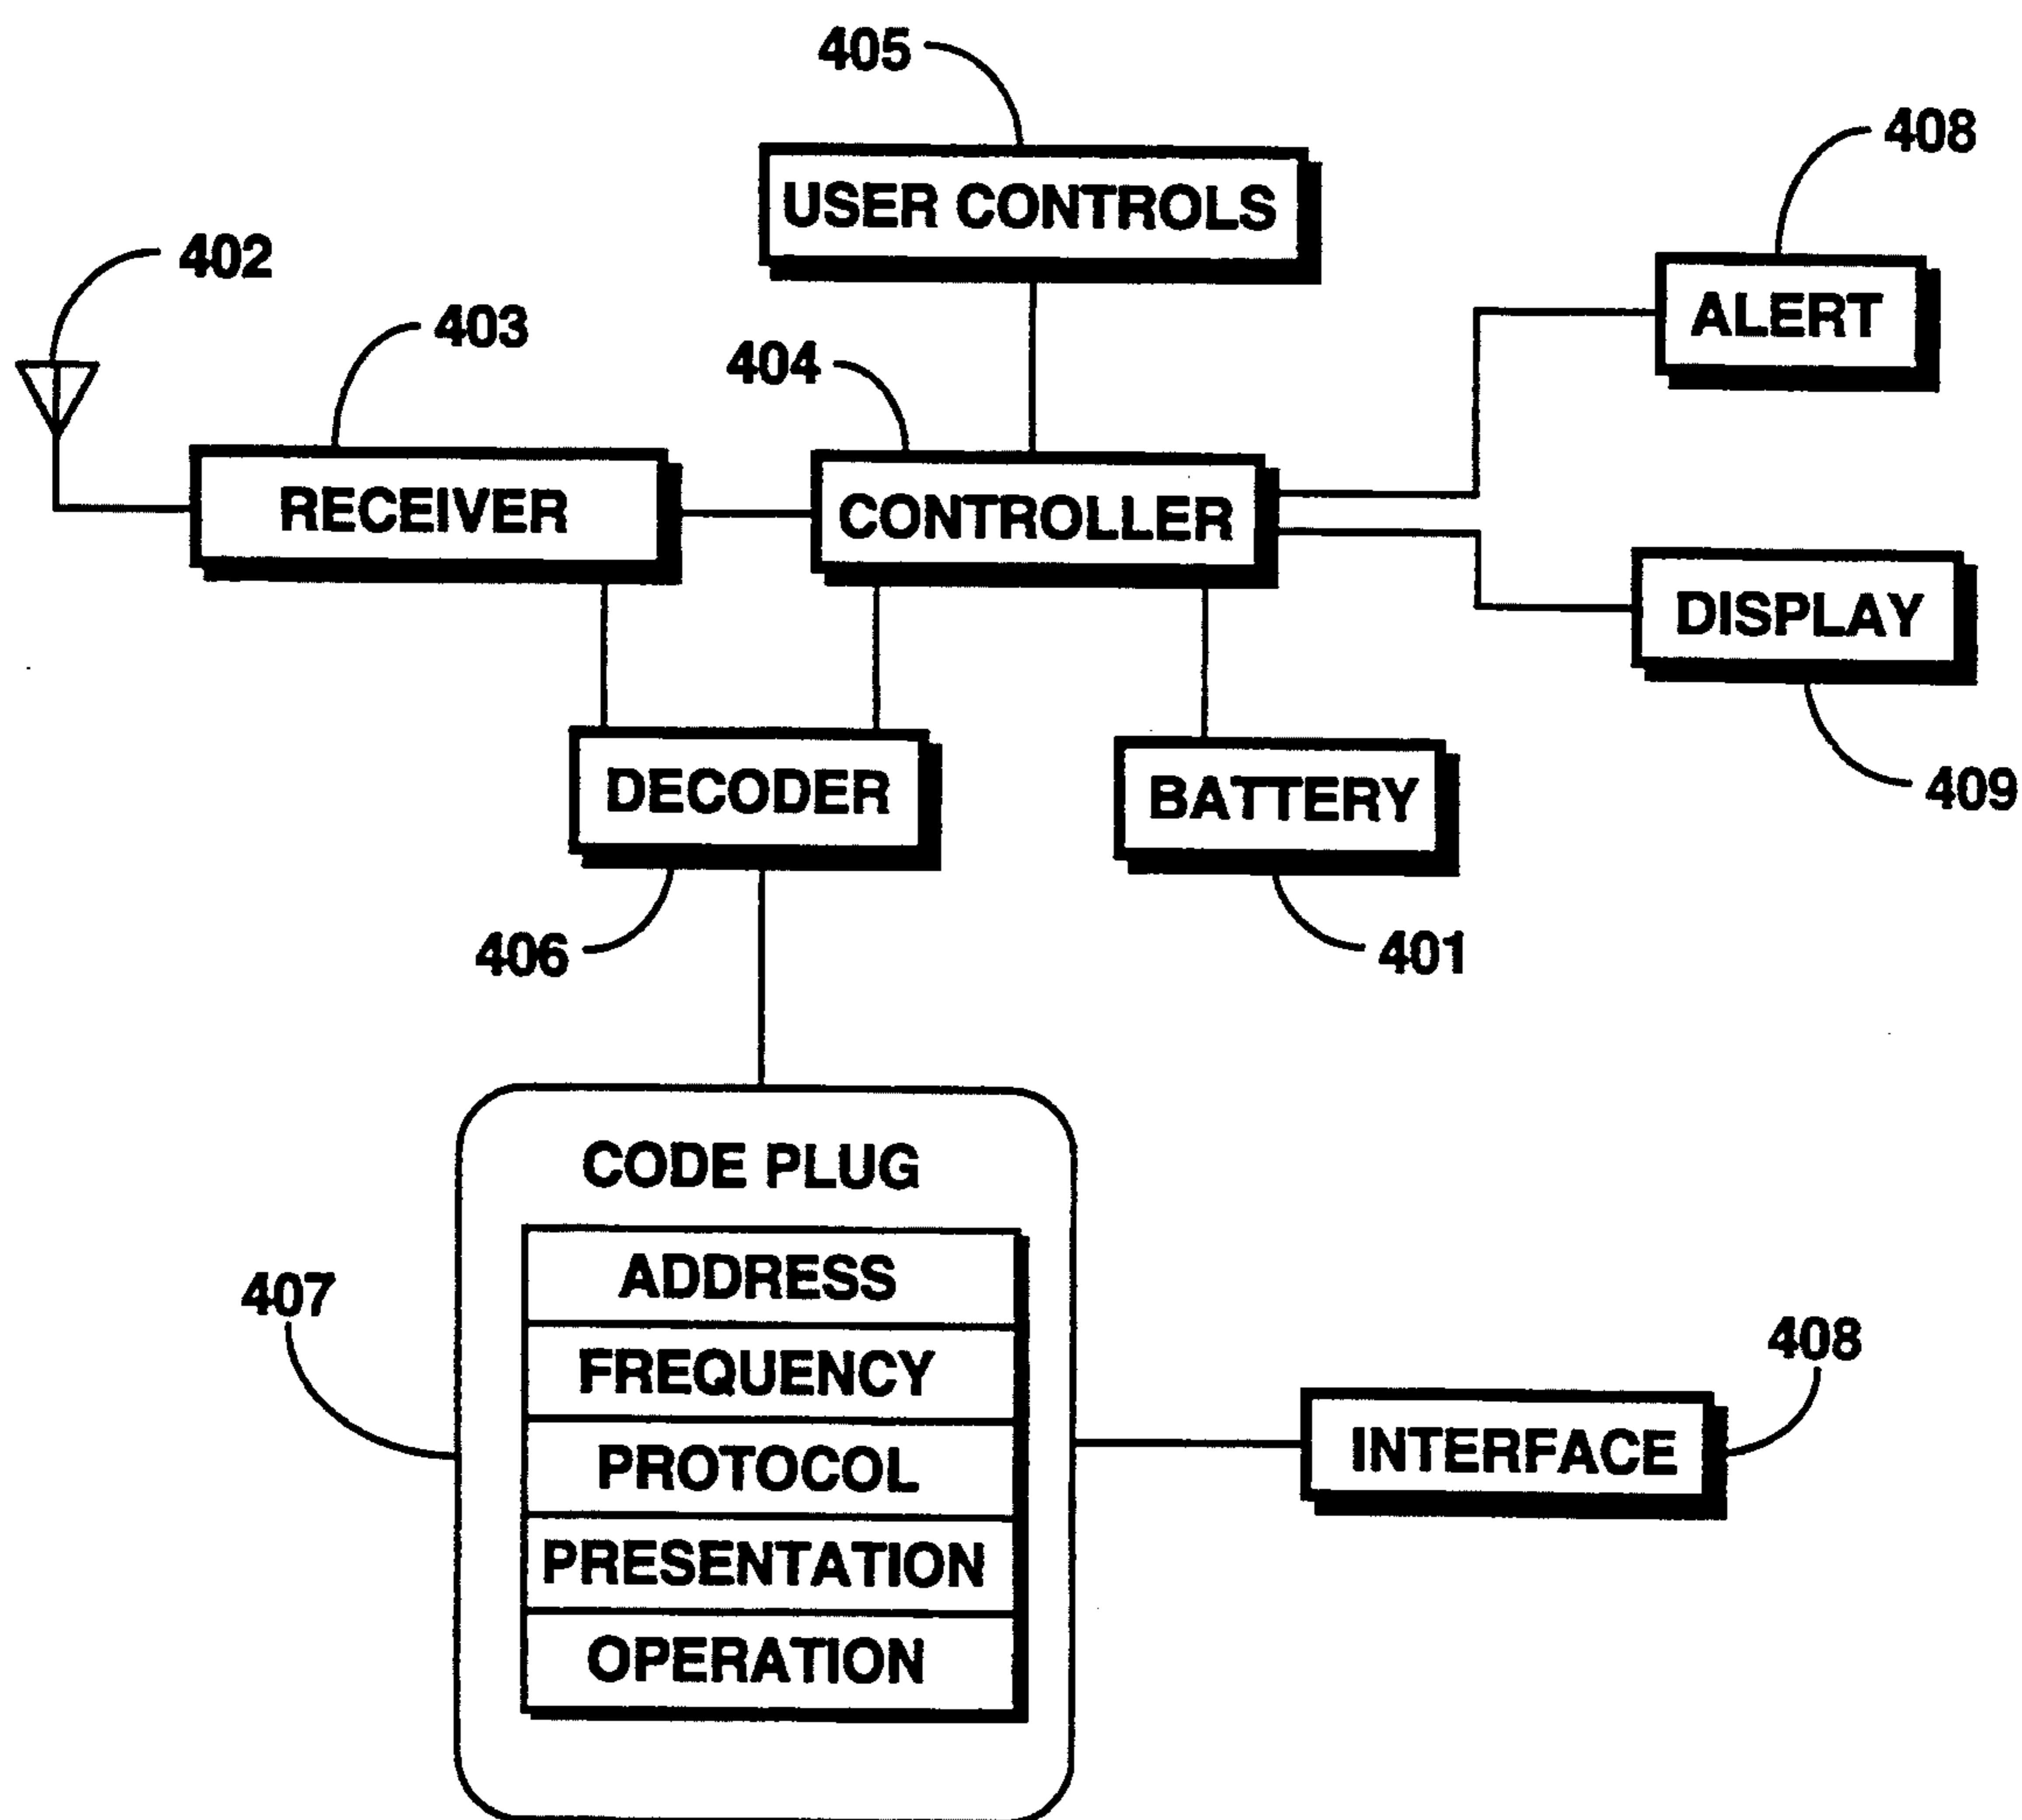 405
408
USER CONTROLS
402
403
404
ALERT
RECEIVER
CONTROLLER
DISPLAY
DECODER
BATTERY
409
406
401
CODE PLUG
ADDRESS
407
408
FREQUENCY
PROTOCOL
INTERFACE
PRESENTATION
OPERATION